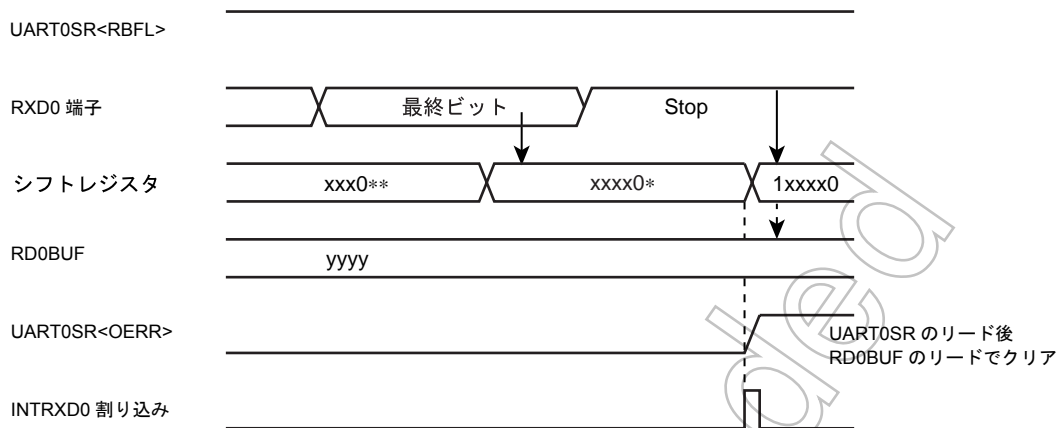 UART0SR<RBFL>
RXD0 端子
最終ビット
Stop
シフトレジスタ
xxx0**
xxxx0*
1xxxx0
RD0BUF
yyyy
UART0SR<OERR>
UART0SR のリード後
RD0BUF のリードでクリア
INTRXD0 割り込み
ded